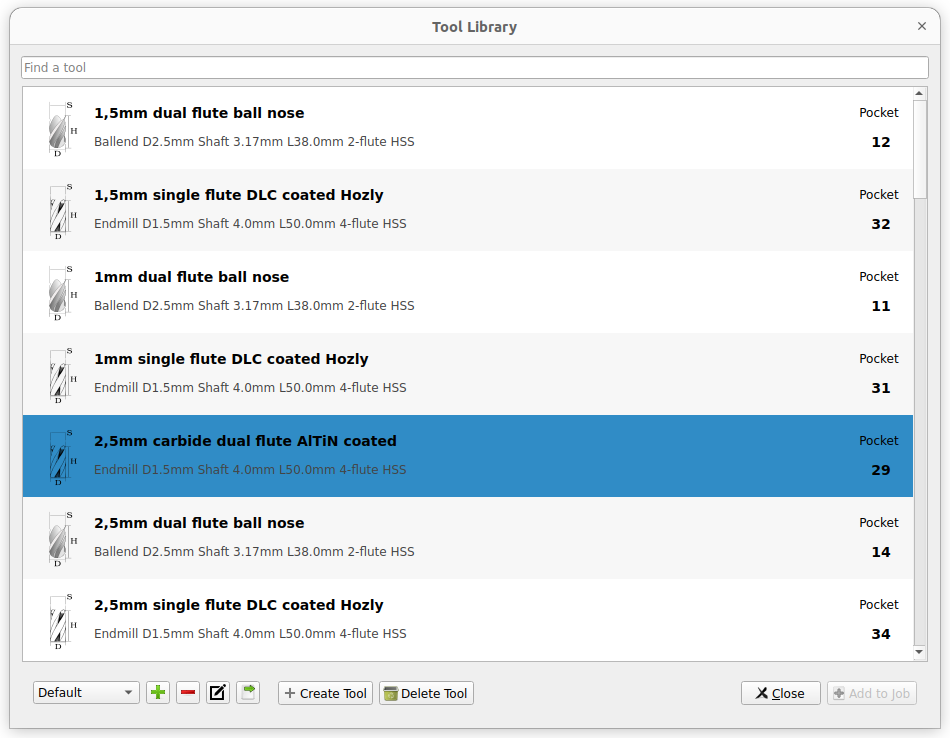 Tool Library
Find a tool
S
1,5mm dual flute ball nose
Pocket
H
Ballend D2.5mm Shaft 3.17mm L38.0mm 2-flute HSS
12
D
S
1,5mm single flute DLC coated Hozly
Pocket
H
Endmill D1.5mm Shaft 4.0mm L50.0mm 4-flute HSS
32
D
S
1mm dual flute ball nose
Pocket
H
Ballend D2.5mm Shaft 3.17mm L38.0mm 2-flute HSS
11
D
S
1mm single flute DLC coated Hozly
Pocket
H
Endmill D1.5mm Shaft 4.0mm L50.0mm 4-flute HSS
31
D
S
2,5mm carbide dual flute AlTiN coated
Pocket
H
Endmill D1.5mm Shaft 4.0mm L50.0mm 4-flute HSS
29
D
S
2,5mm dual flute ball nose
Pocket
H
Ballend D2.5mm Shaft 3.17mm L38.0mm 2-flute HSS
14
D
S
2,5mm single flute DLC coated Hozly
Pocket
H
Endmill D1.5mm Shaft 4.0mm L50.0mm 4-flute HSS
34
D
Default
Create Tool
Delete Tool
Close
Add to Job